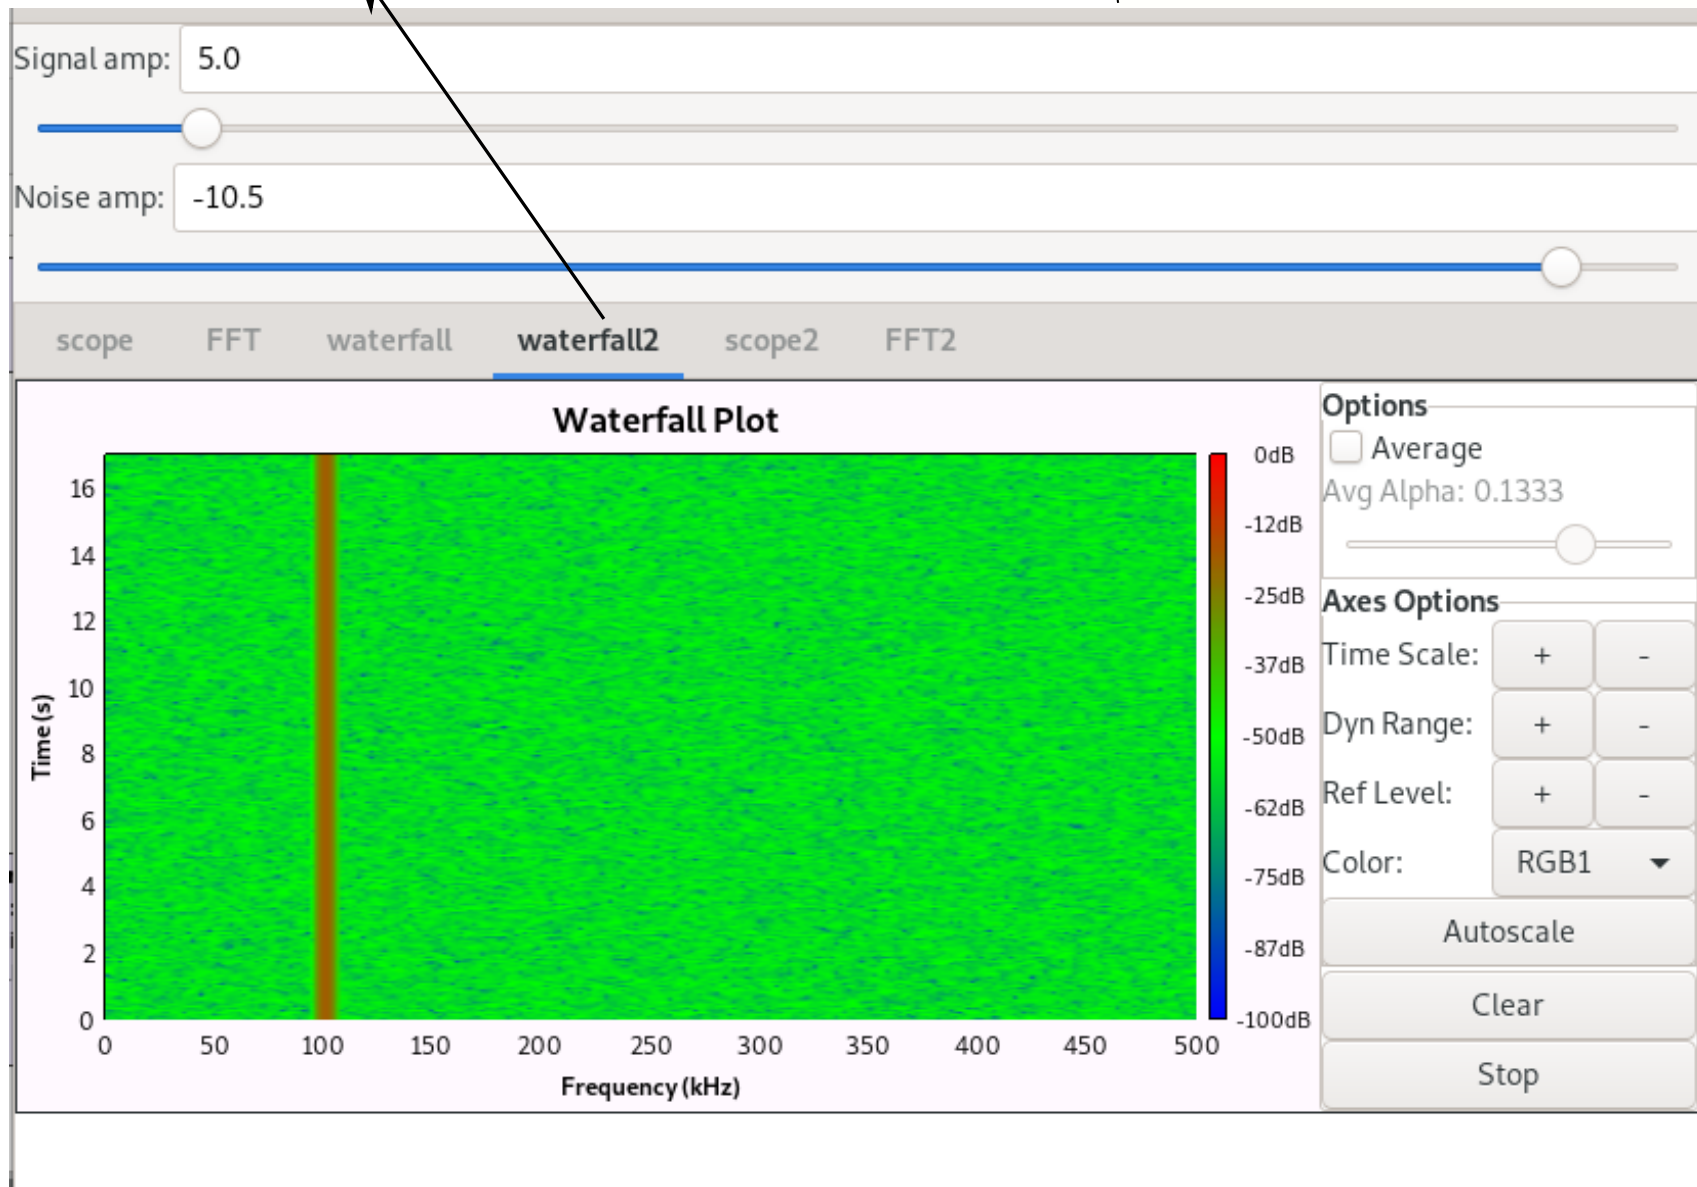 Signal amp: 5.0
Noise amp: -10.5
scope FFT waterfall waterfall2 scope2 FFT2
Waterfall Plot
Time (s)
16
14
12
10
8
6
4
2
0
0 50 100 150 200 250 300 350 400 450 500
Frequency (kHz)
0dB
-12dB
-25dB
-37dB
-50dB
-62dB
-75dB
-87dB
-100dB
Options
Average
Avg Alpha: 0.1333
Axes Options
Time Scale: + -
Dyn Range: + -
Ref Level: + -
Color: RGB1
Autoscale
Clear
Stop